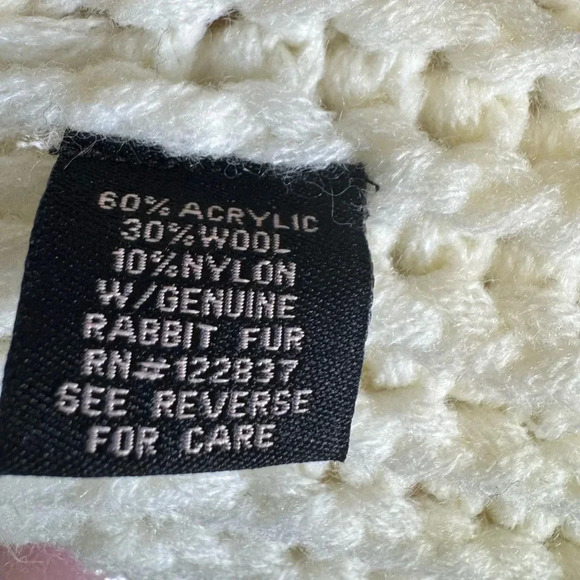 60% ACRYLIC
30% WOOL
10% NYLON
W/GENUINE
RABBIT FUR
RN#122837
SEE REVERSE
FOR CARE